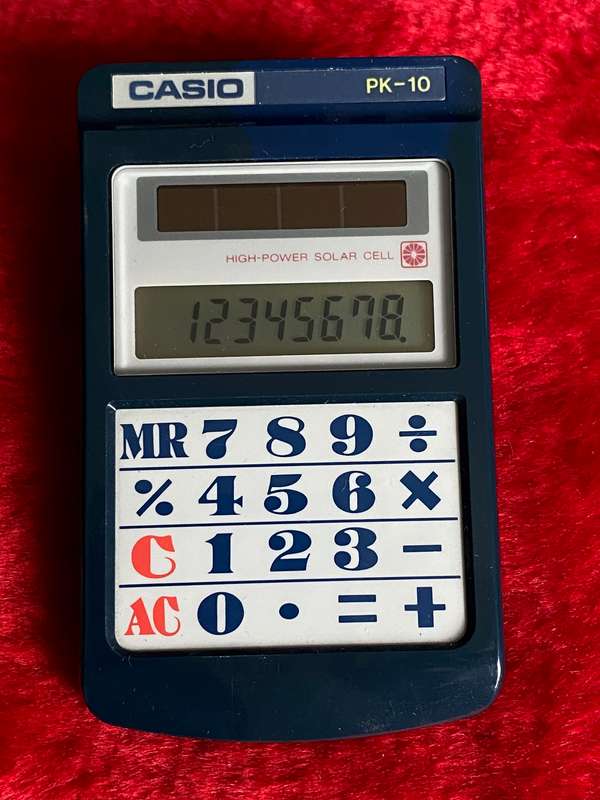 CASIO PK-10
HIGH-POWER SOLAR CELL
12345678.
MR 7 8 9 ÷
% 4 5 6 ×
C 1 2 3 −
AC 0 • = +